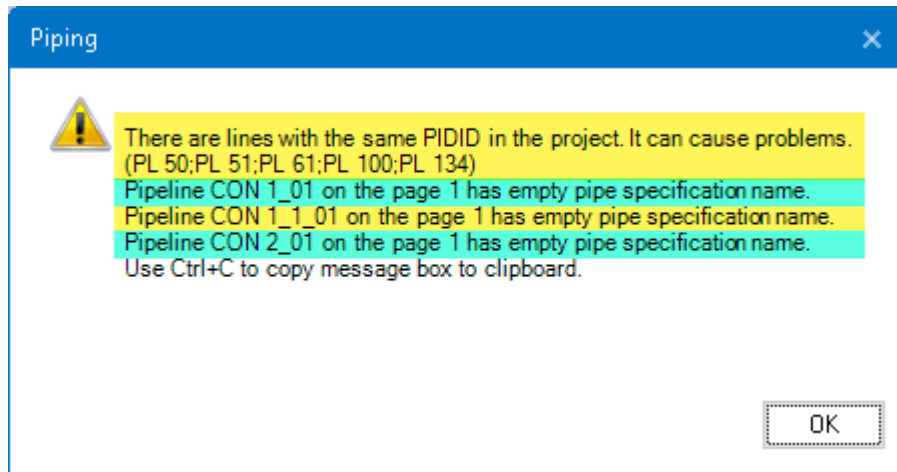 Piping
There are lines with the same PIDID in the project. It can cause problems.
(PL 50;PL 51;PL 61;PL 100;PL 134)
Pipeline CON 1_01 on the page 1 has empty pipe specification name.
Pipeline CON 1_1_01 on the page 1 has empty pipe specification name.
Pipeline CON 2_01 on the page 1 has empty pipe specification name.
Use Ctrl+C to copy message box to clipboard.
OK